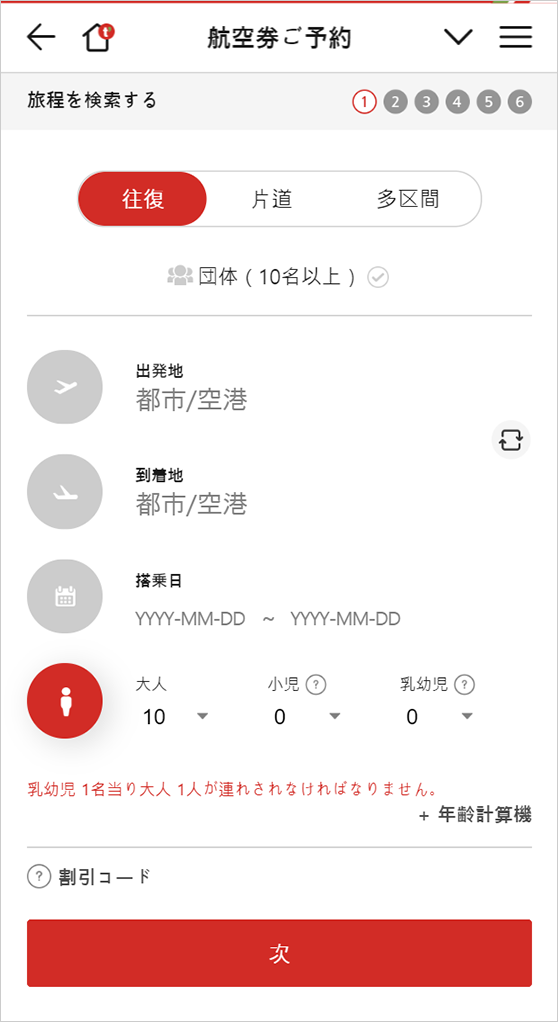 航空券ご予約
旅程を検索する 1 2 3 4 5 6
往復 片道 多区間
団体 ( 10名以上 )
出発地
都市/空港
到着地
都市/空港
搭乗日
YYYY-MM-DD ~ YYYY-MM-DD
大人 小児 ? 乳幼児 ?
10 0 0
乳幼児 1名当り大人 1人が連れされなければなりません。
+ 年齢計算機
? 割引コード
次